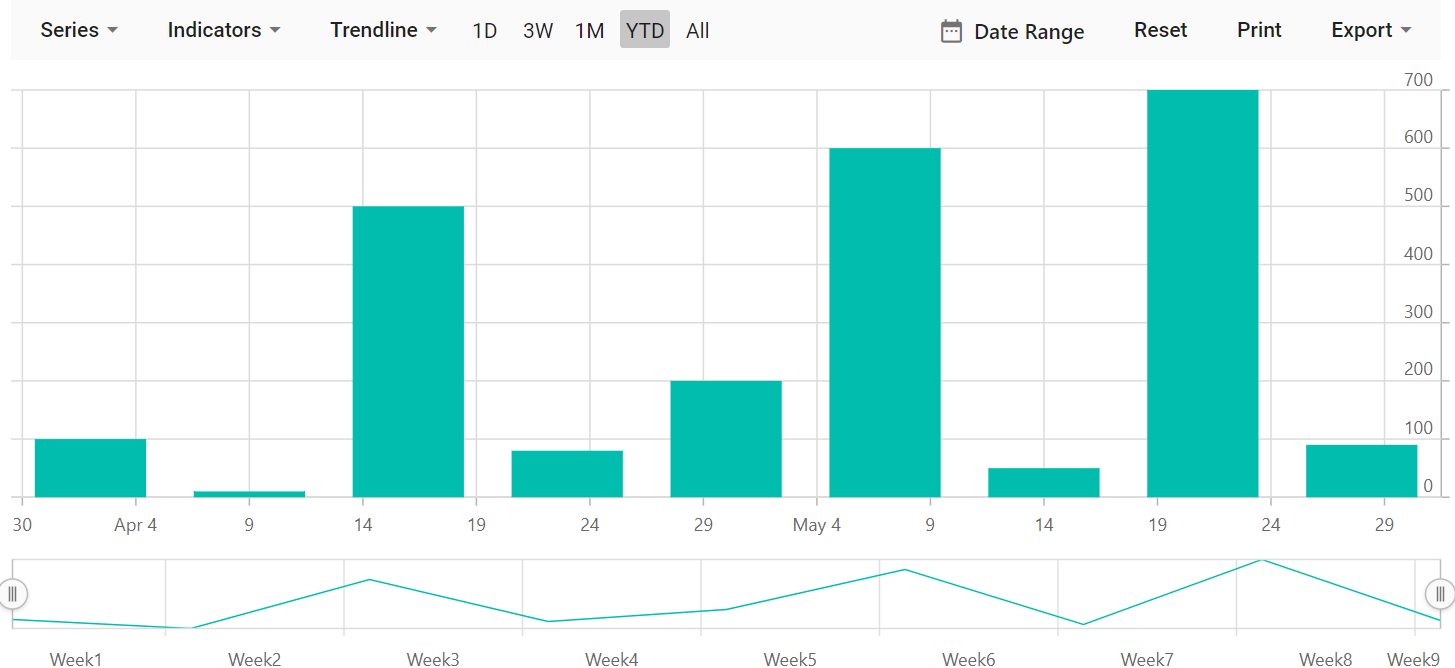 Series Indicators Trendline 1D 3W 1M YTD All Date Range Reset Print Export
700
600
500
400
300
200
100
0
30 Apr 4 9 14 19 24 29 May 4 9 14 19 24 29
Week1 Week2 Week3 Week4 Week5 Week6 Week7 Week8 Week9